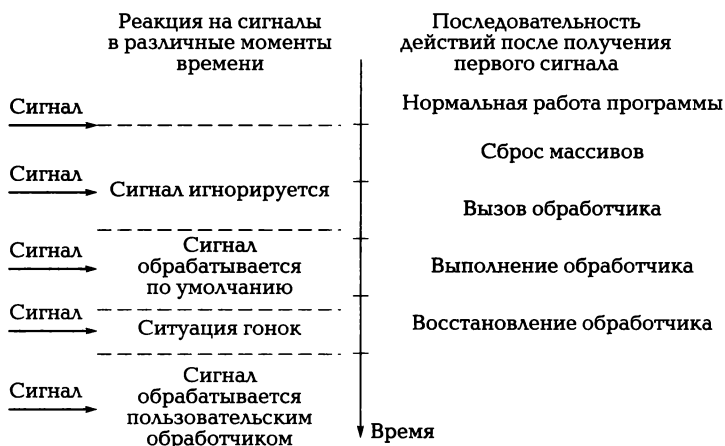 Реакция на сигналы
в различные моменты
времени
Последовательность
действий после получения
первого сигнала
Сигнал
Нормальная работа программы
Сброс массивов
Сигнал
Сигнал игнорируется
Вызов обработчика
Сигнал
Сигнал
обрабатывается
по умолчанию
Выполнение обработчика
Сигнал
Ситуация гонок
Восстановление обработчика
Сигнал
Сигнал
обрабатывается
пользовательским
обработчиком
Время